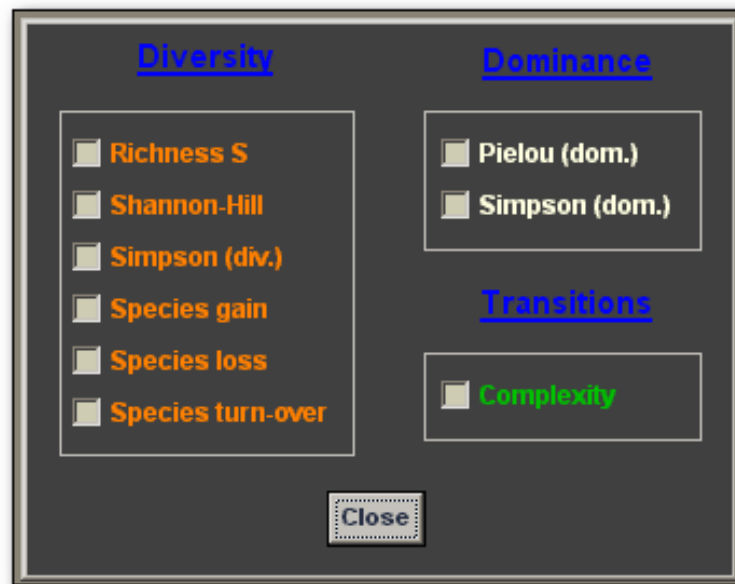 Diversity
Richness S
Shannon-Hill
Simpson (div.)
Species gain
Species loss
Species turn-over
Dominance
Pielou (dom.)
Simpson (dom.)
Transitions
Complexity
Close